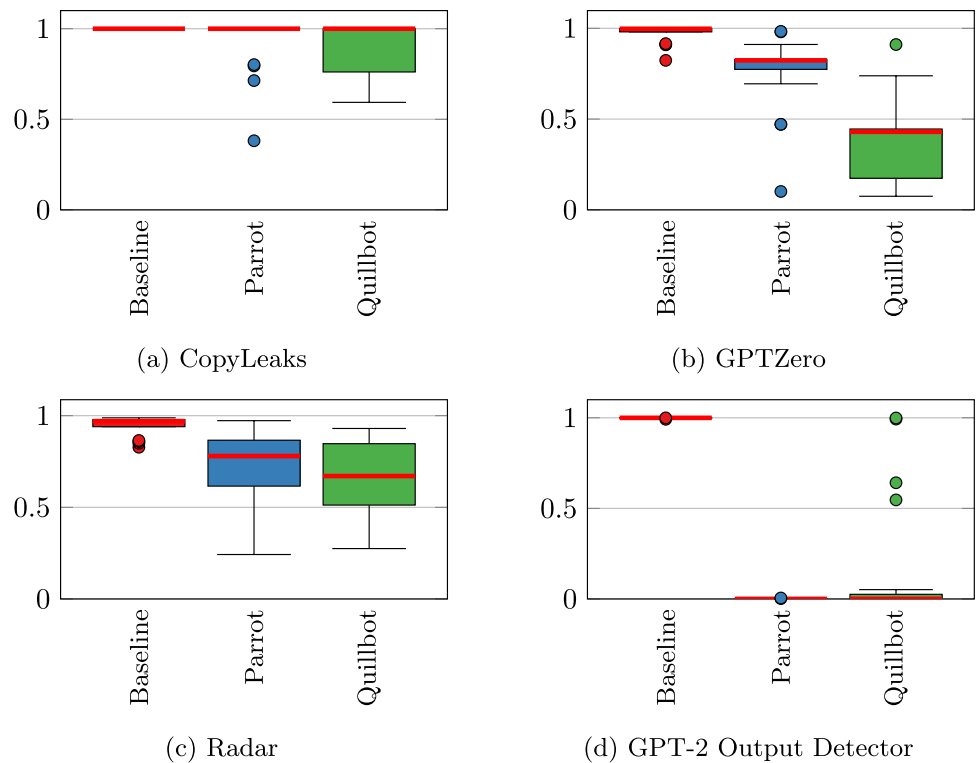 1
0.5
0
Baseline
Parrot
Quillbot
(a) CopyLeaks
1
0.5
0
Baseline
Parrot
Quillbot
(b) GPTZero
1
0.5
0
Baseline
Parrot
Quillbot
(c) Radar
1
0.5
0
Baseline
Parrot
Quillbot
(d) GPT-2 Output Detector